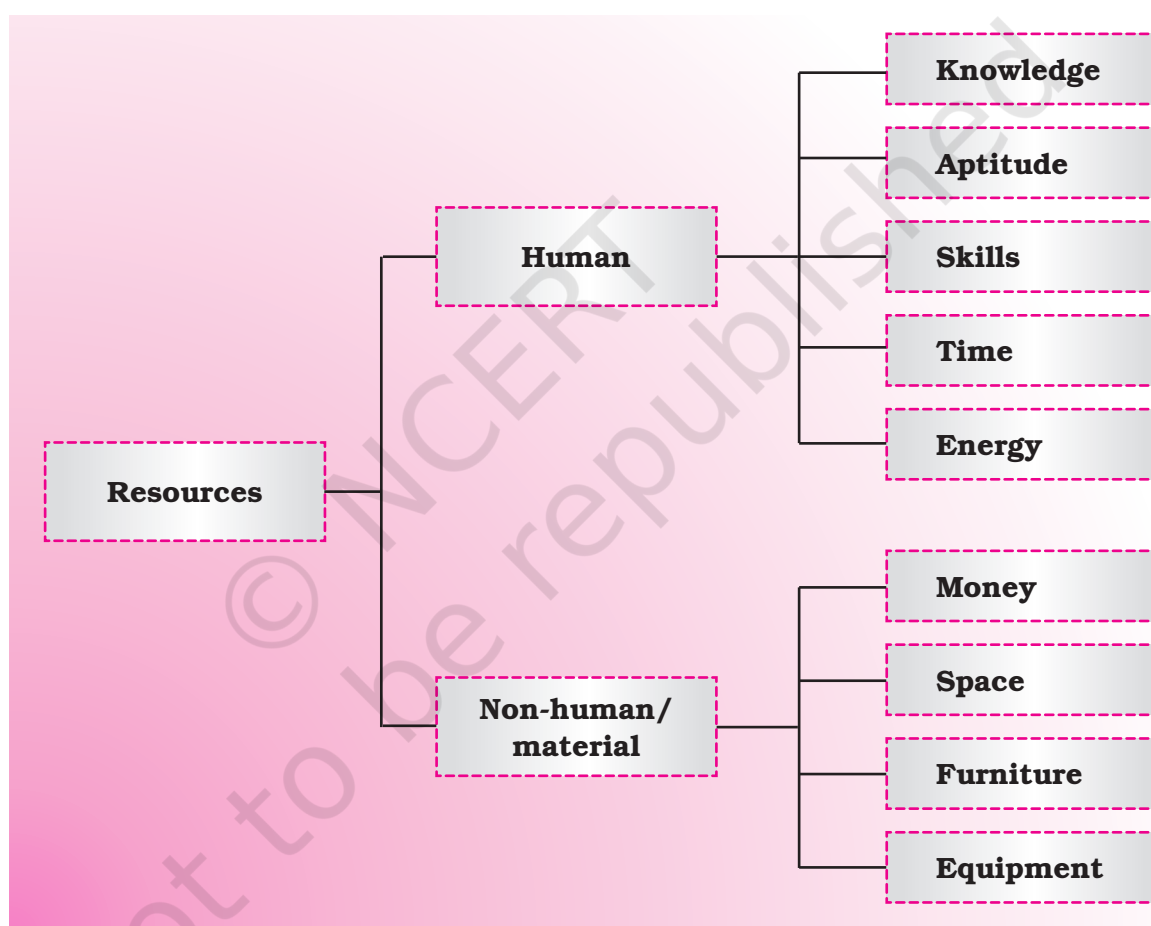 Knowledge
Aptitude
Human
Skills
Time
Energy
Resources
Money
Space
Non-human/
material
Furniture
Equipment
© NCERT
not to be republished